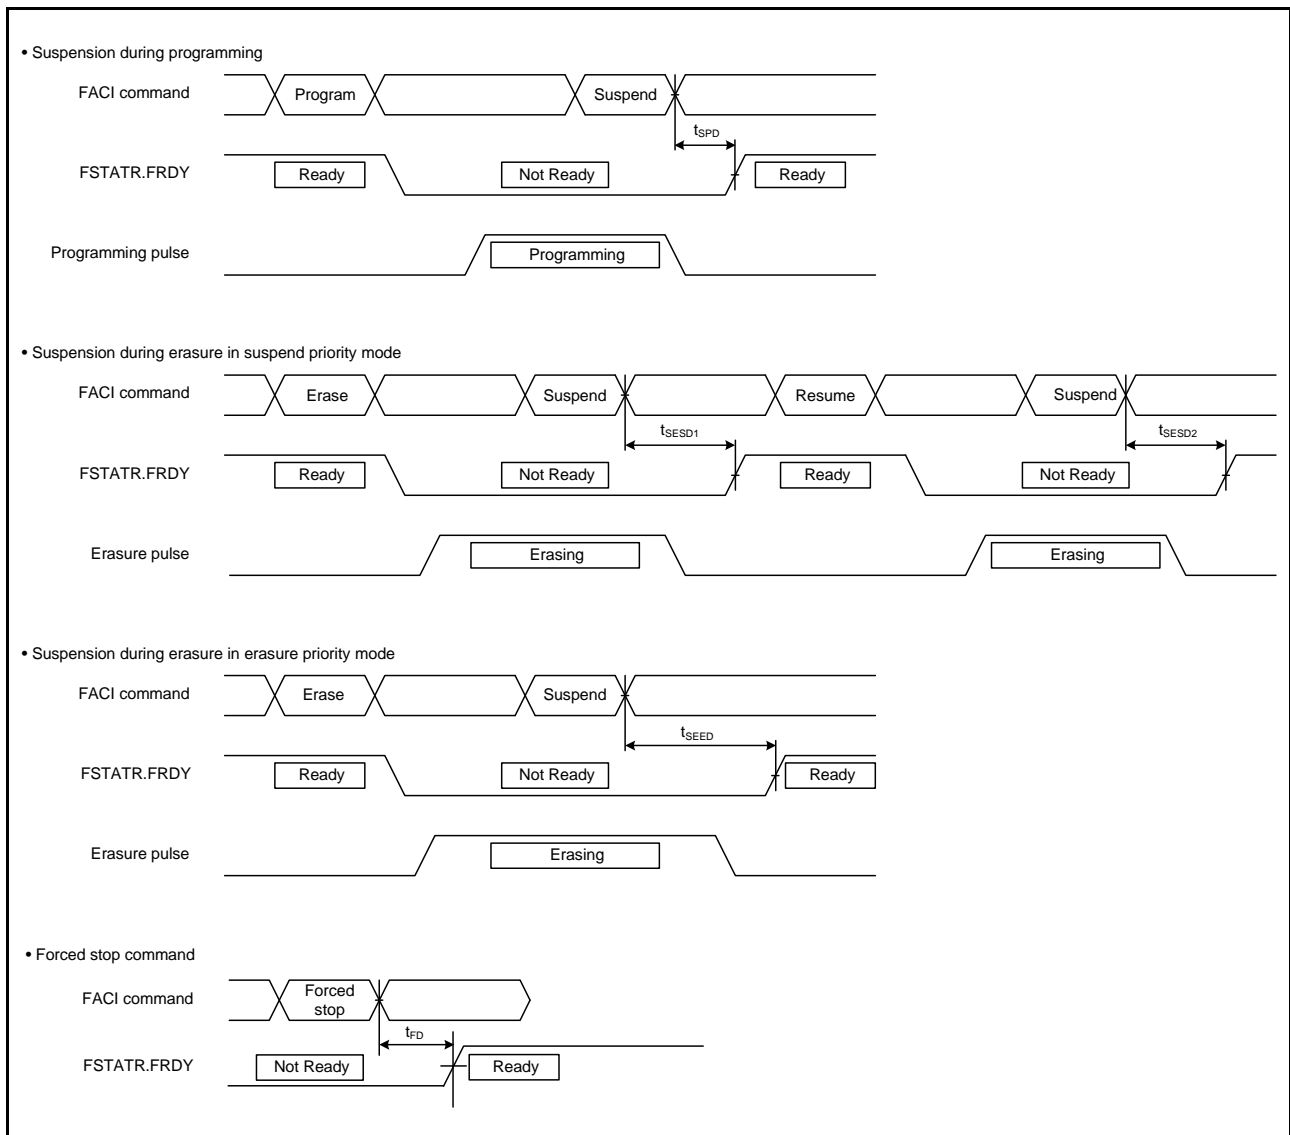 • Suspension during programming
FACI command
Program
Suspend
tSPD
FSTATR.FRDY
Ready
Not Ready
Ready
Programming pulse
Programming
• Suspension during erasure in suspend priority mode
FACI command
Erase
Suspend
Resume
Suspend
tSESD1
tSESD2
FSTATR.FRDY
Ready
Not Ready
Ready
Not Ready
Erasure pulse
Erasing
Erasing
• Suspension during erasure in erasure priority mode
FACI command
Erase
Suspend
tSEED
FSTATR.FRDY
Ready
Not Ready
Ready
Erasure pulse
Erasing
• Forced stop command
FACI command
Forced
stop
tFD
FSTATR.FRDY
Not Ready
Ready